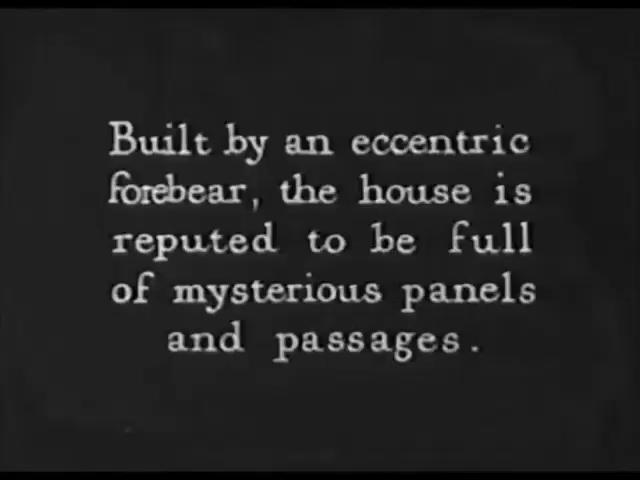 Built by an eccentric
forebear, the house is
reputed to be full
of mysterious panels
and passages.